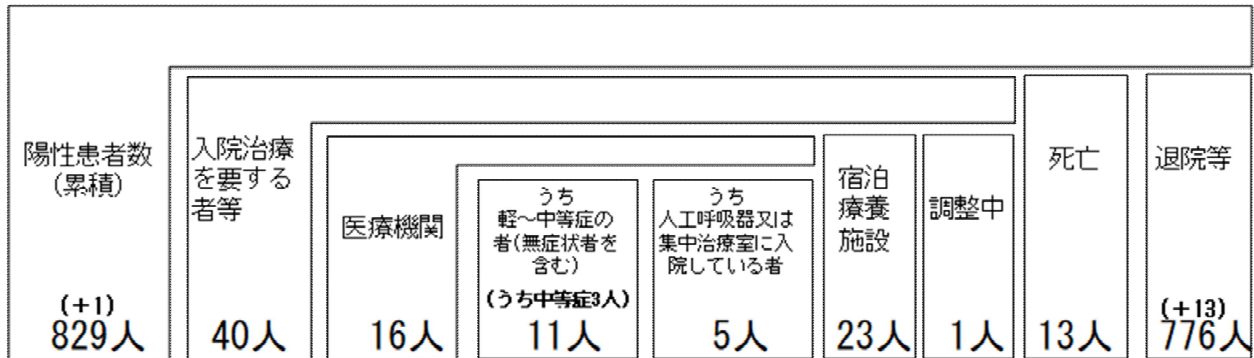 陽性患者数
(累積)
(+1)
829人
入院治療
を要する
者等
40人
医療機関
16人
うち
軽～中等症の
者(無症状者を
含む)
(うち中等症3人)
11人
うち
人工呼吸器又は
集中治療室に入
院している者
5人
宿泊
療養
施設
23人
調整中
1人
死亡
13人
退院等
(+13)
776人